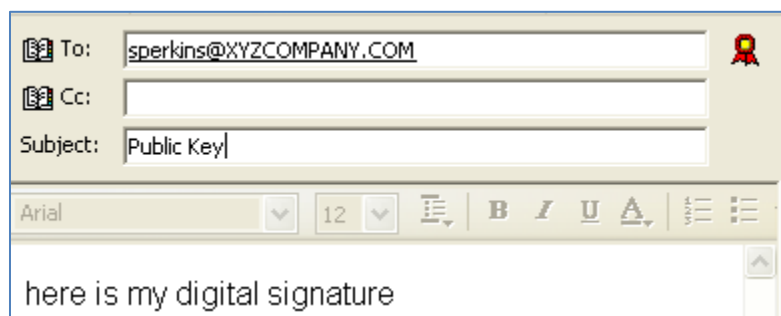 To: sperkins@XYZCOMPANY.COM
Cc:
Subject: Public Key
Arial 12 B I U A
here is my digital signature